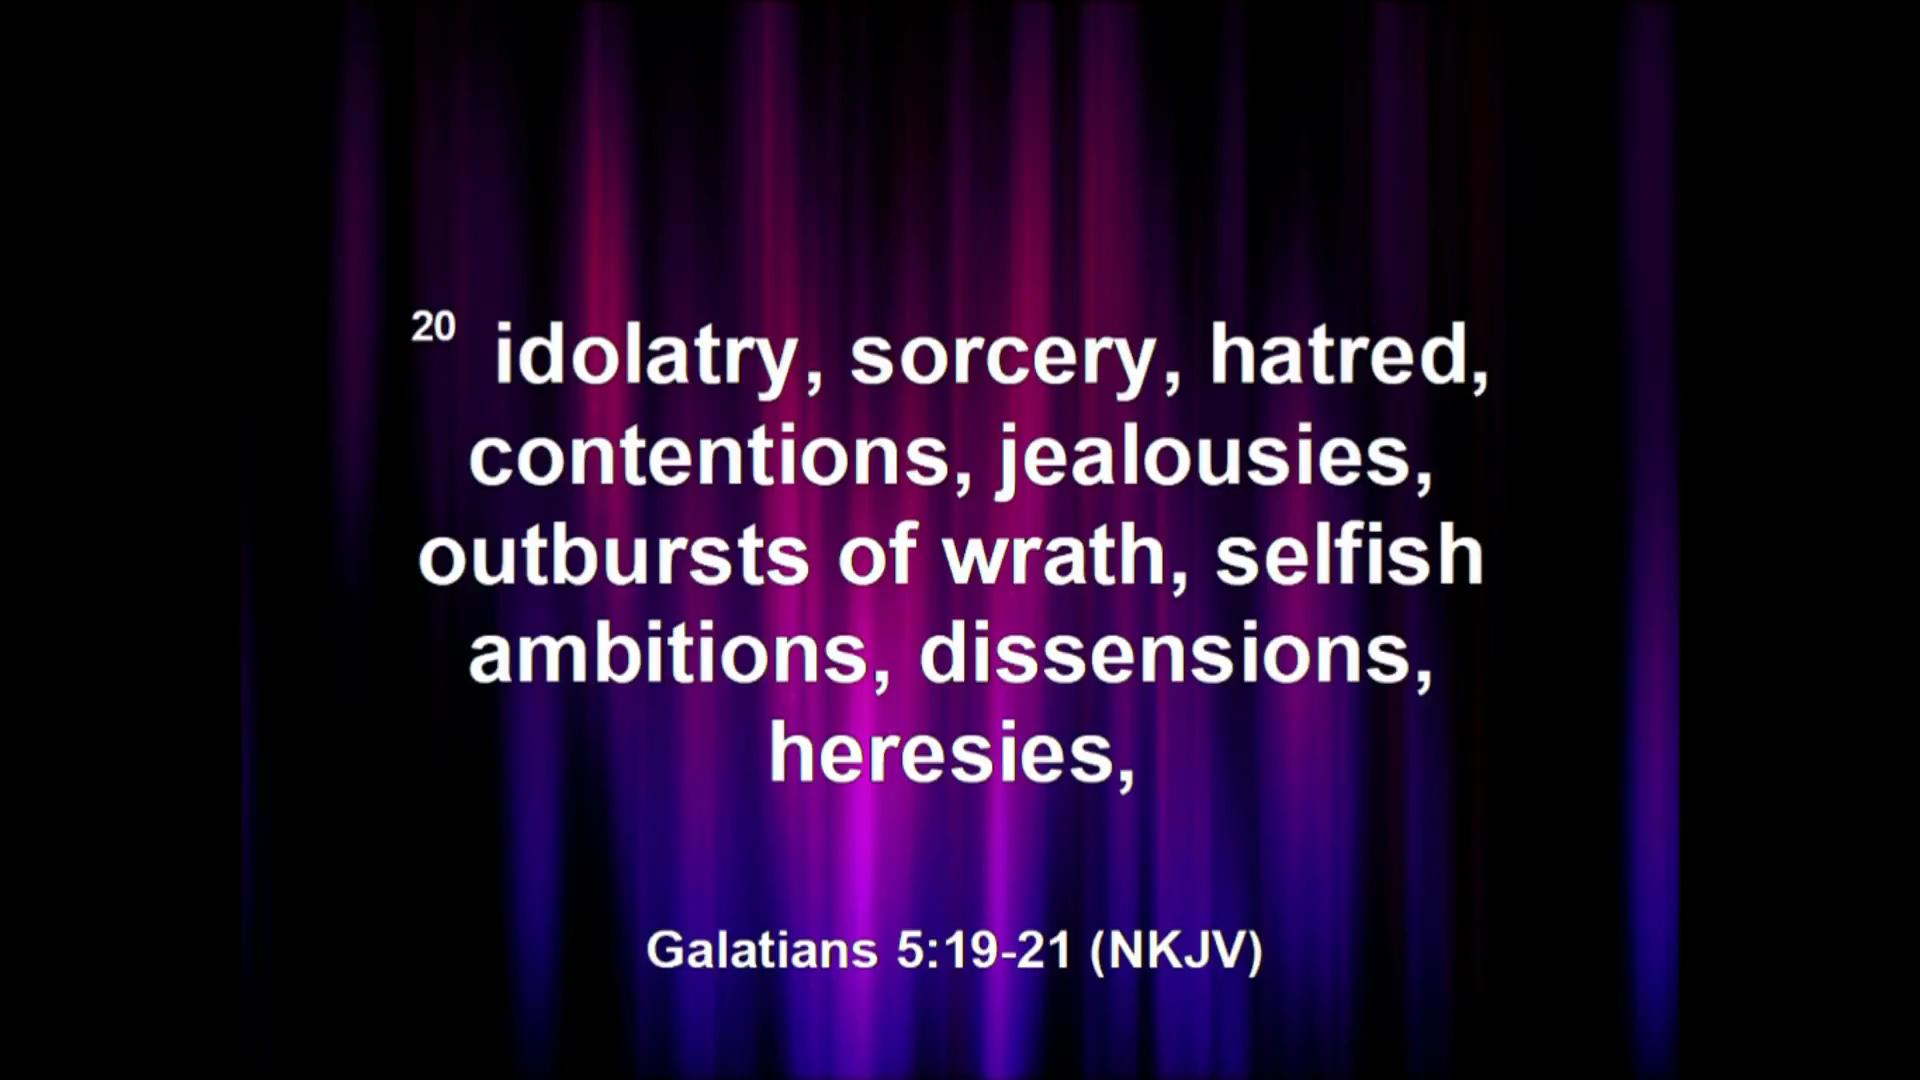 20 idolatry, sorcery, hatred,
contentions, jealousies,
outbursts of wrath, selfish
ambitions, dissensions,
heresies,
Galatians 5:19-21 (NKJV)